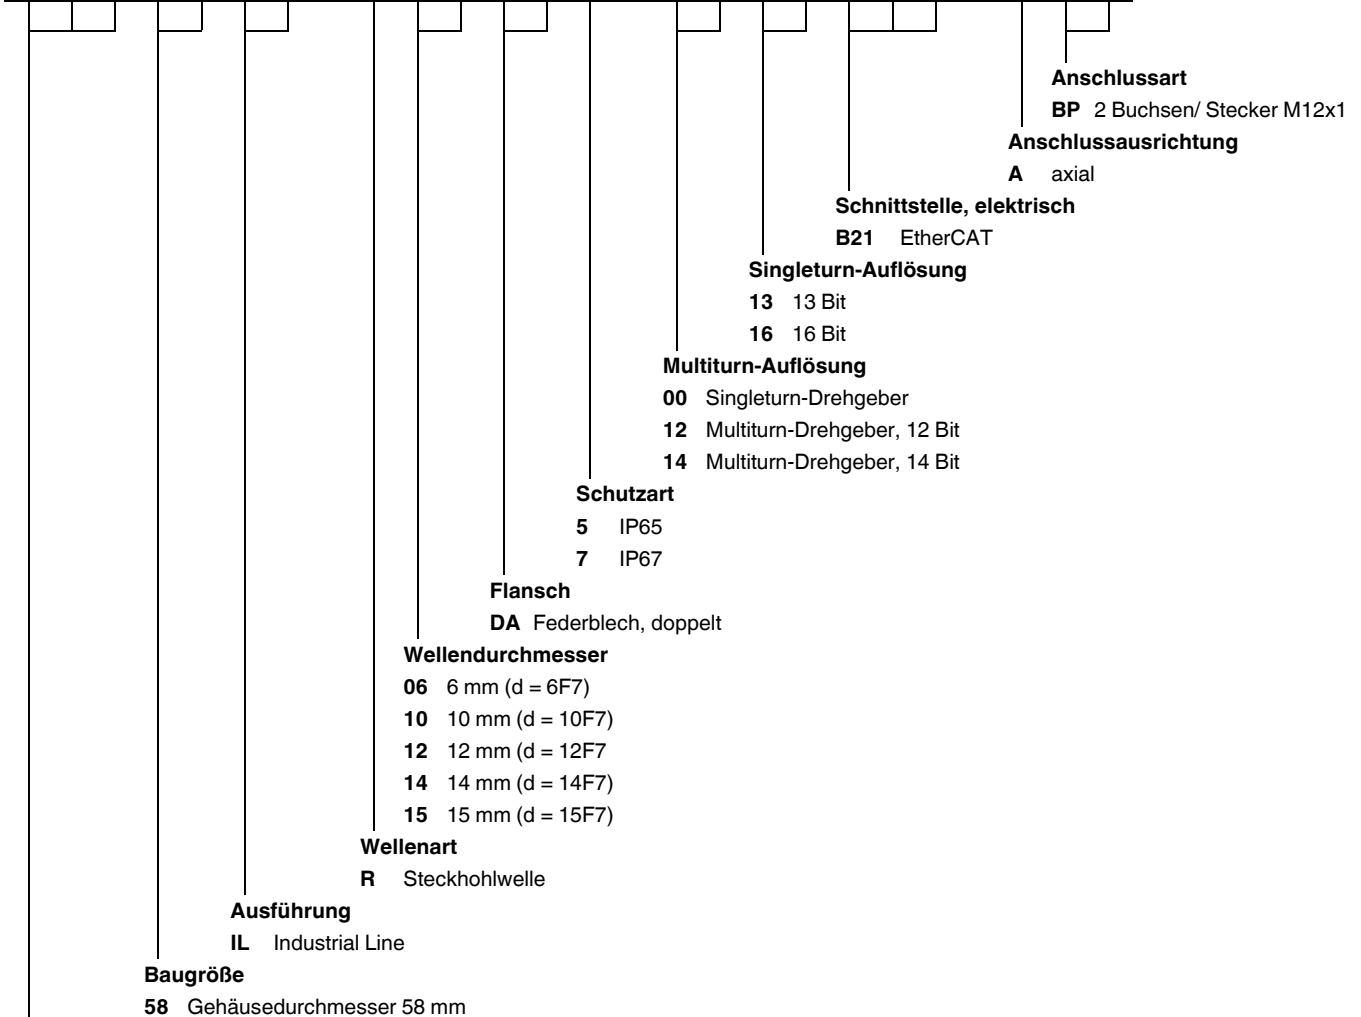 Anschlussart
BP 2 Buchsen/ Stecker M12x1
Anschlussausrichtung
A axial
Schnittstelle, elektrisch
B21 EtherCAT
Singleturn-Auflösung
13 13 Bit
16 16 Bit
Multiturn-Auflösung
00 Singleturn-Drehgeber
12 Multiturn-Drehgeber, 12 Bit
14 Multiturn-Drehgeber, 14 Bit
Schutzart
5 IP65
7 IP67
Flansch
DA Federblech, doppelt
Wellendurchmesser
06 6 mm (d = 6F7)
10 10 mm (d = 10F7)
12 12 mm (d = 12F7
14 14 mm (d = 14F7)
15 15 mm (d = 15F7)
Wellenart
R Steckhohlwelle
Ausführung
IL Industrial Line
Baugröße
58 Gehäusedurchmesser 58 mm